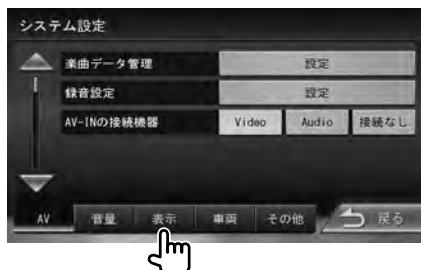 システム設定
楽曲データ管理 設定
録音設定 設定
AV-INの接続機器 Video Audio 接続なし
AV 音量 表示 車両 その他 戻る